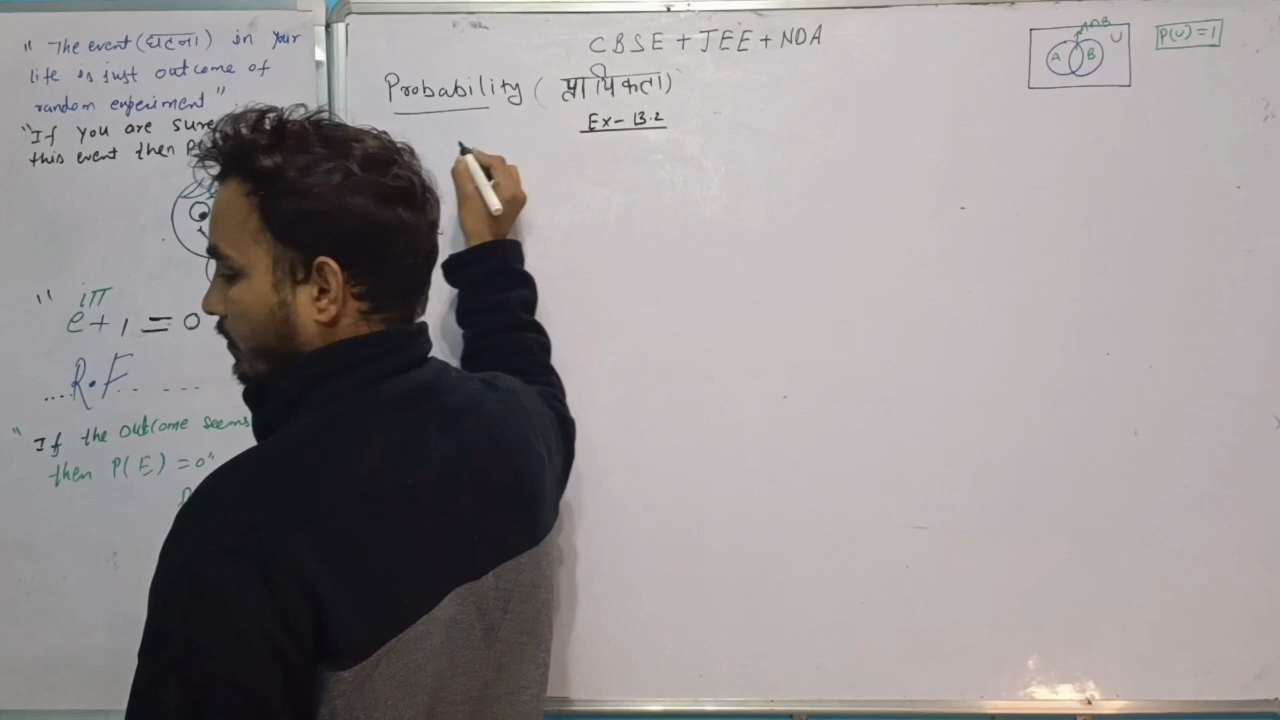 " The event (घटना) in your
life is just outcome of
random experiment"
"If you are sure
this event then P
iπ
" e + 1 = 0
....R.F.. ....
" If the outcome seems
then P(E) = 0"
CBSE + JEE + NDA
Probability (प्रायिकता)
Ex- 13.2
A∩B
A B U
P(U) = 1